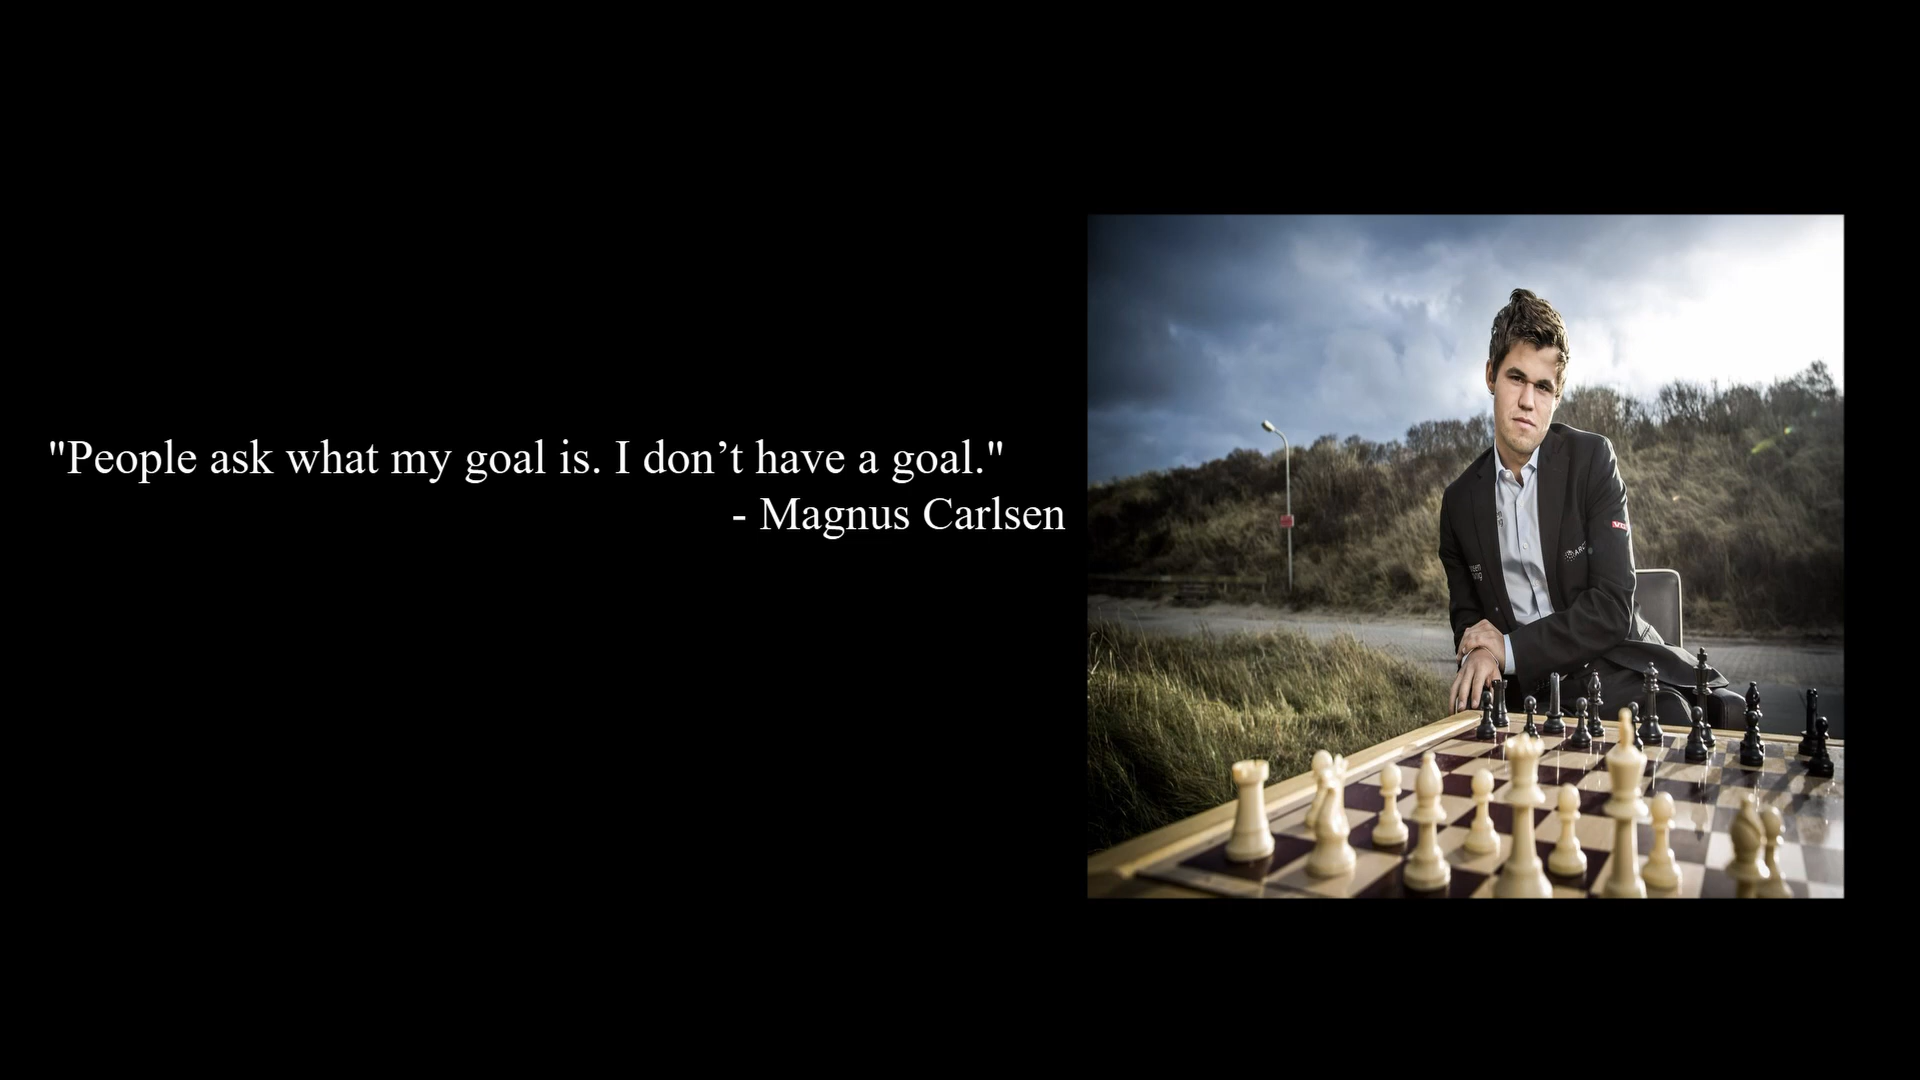 "People ask what my goal is. I don’t have a goal."
- Magnus Carlsen